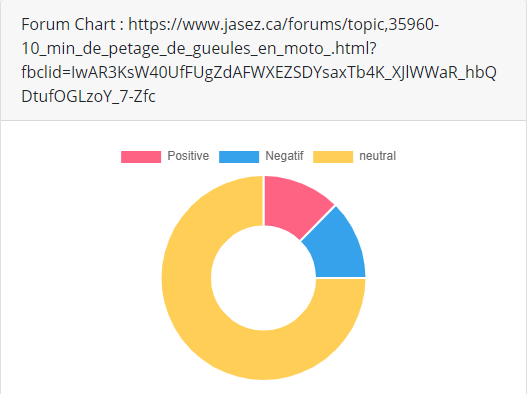 Forum Chart : https://www.jasez.ca/forums/topic,35960-
10_min_de_petage_de_gueules_en_moto_.html?
fbclid=IwAR3KsW40UfFUgZdAFWXEZSDYsaxTb4K_XJlWWaR_hbQ
DtufOGLzoY_7-Zfc
Positive Negatif neutral